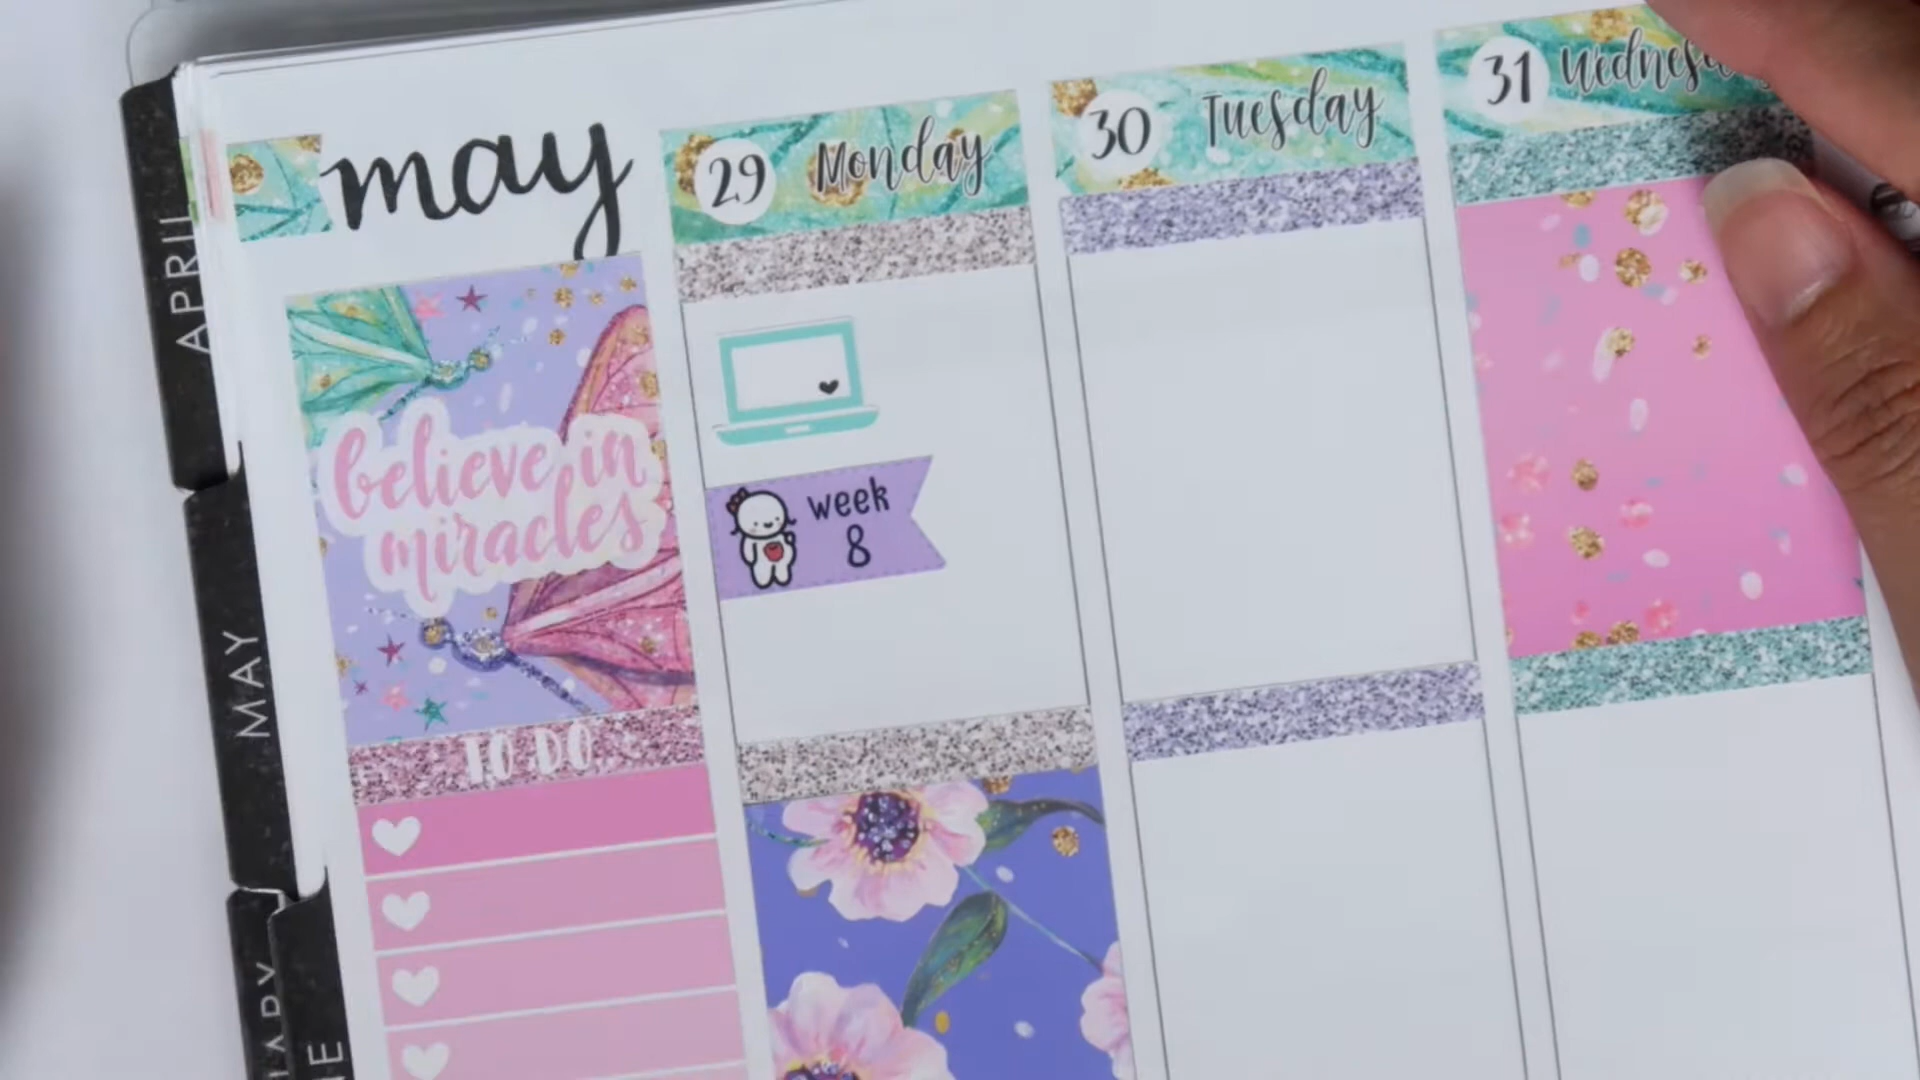 may
29 Monday
30 Tuesday
31
believe in
miracles
week
8
TO DO
APRIL
MAY